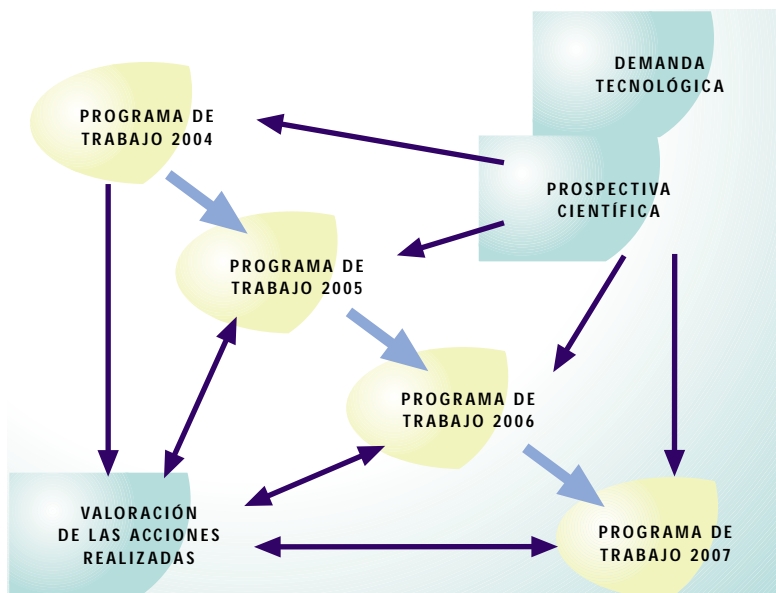 DEMANDA
TECNOLÓGICA
PROGRAMA DE
TRABAJO 2004
PROSPECTIVA
CIENTÍFICA
PROGRAMA DE
TRABAJO 2005
PROGRAMA DE
TRABAJO 2006
VALORACIÓN
DE LAS ACCIONES
REALIZADAS
PROGRAMA DE
TRABAJO 2007